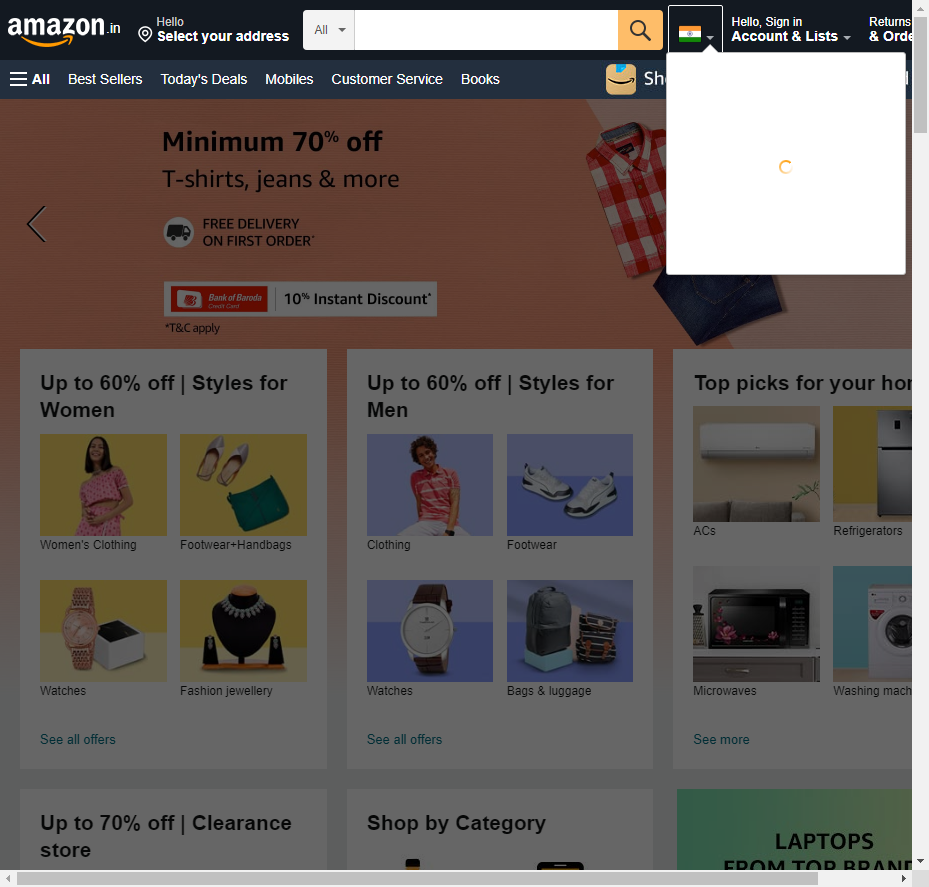 amazon.in
Hello
Select your address
All
Hello, Sign in
Account & Lists
Returns
& Orde
All
Best Sellers
Today's Deals
Mobiles
Customer Service
Books
Minimum 70% off
T-shirts, jeans & more
FREE DELIVERY
ON FIRST ORDER*
Bank of Baroda
Credit Card
10% Instant Discount*
*T&C apply
Up to 60% off | Styles for
Women
Women's Clothing
Footwear+Handbags
Watches
Fashion jewellery
See all offers
Up to 60% off | Styles for
Men
Clothing
Footwear
Watches
Bags & luggage
See all offers
Top picks for your hom
ACs
Refrigerators
Microwaves
Washing mach
See more
Up to 70% off | Clearance
store
Shop by Category
LAPTOPS
FROM TOP BRAND